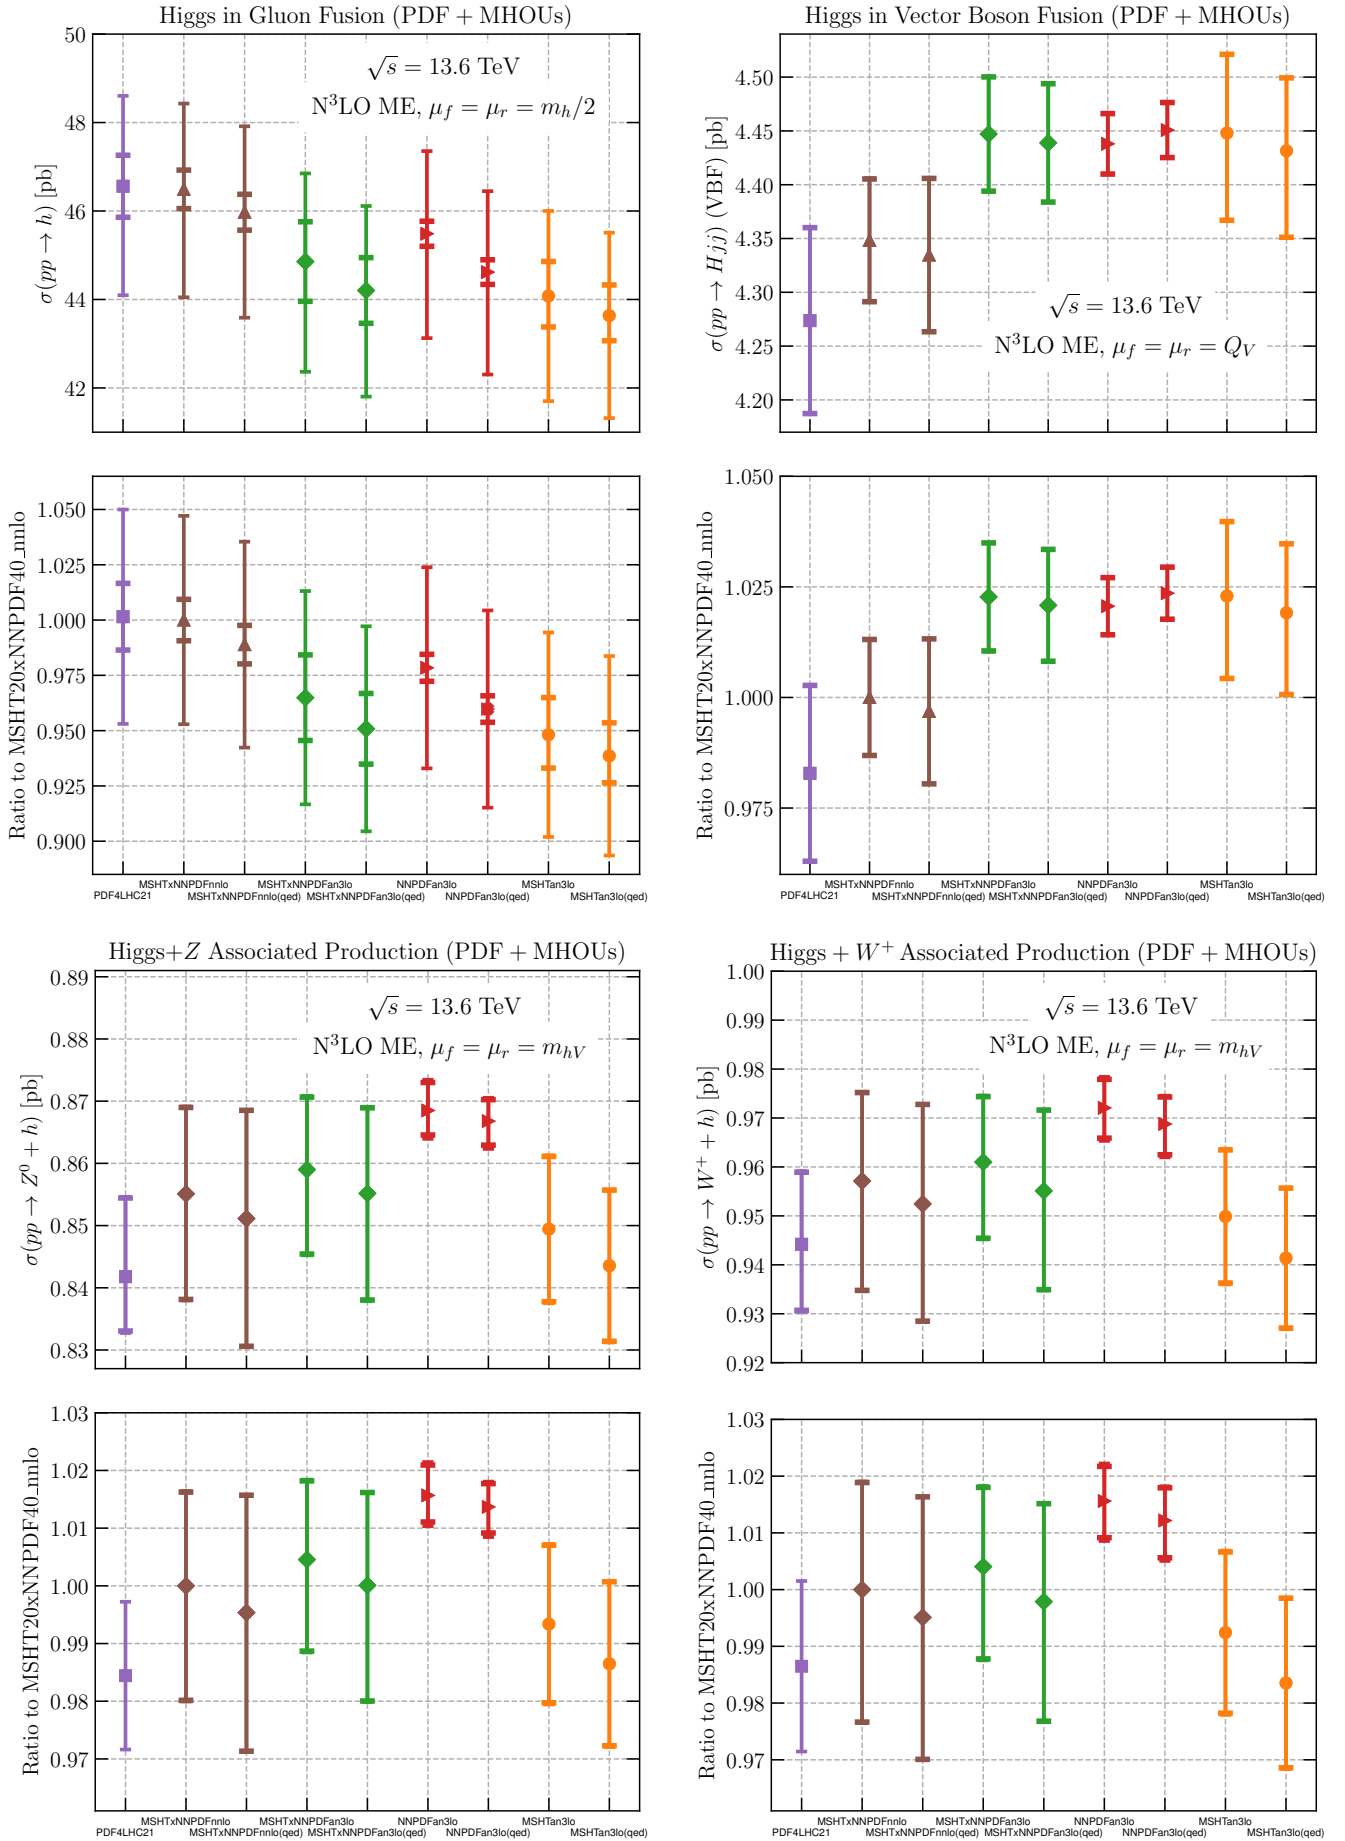 Higgs in Gluon Fusion (PDF + MHOUs)
√s = 13.6 TeV
N³LO ME, μ_f = μ_r = m_h/2
σ(pp → h) [pb]
50
48
46
44
42
Ratio to MSHT20xNNPDF40_nnlo
1.050
1.025
1.000
0.975
0.950
0.925
0.900
MSHTxNNPDFnnlo MSHTxNNPDFan3lo NNPDFan3lo MSHTan3lo
PDF4LHC21 MSHTxNNPDFnnlo(qed) MSHTxNNPDFan3lo(qed) NNPDFan3lo(qed) MSHTan3lo(qed)
Higgs in Vector Boson Fusion (PDF + MHOUs)
√s = 13.6 TeV
N³LO ME, μ_f = μ_r = Q_V
σ(pp → Hjj) (VBF) [pb]
4.50
4.45
4.40
4.35
4.30
4.25
4.20
Ratio to MSHT20xNNPDF40_nnlo
1.050
1.025
1.000
0.975
MSHTxNNPDFnnlo MSHTxNNPDFan3lo NNPDFan3lo MSHTan3lo
PDF4LHC21 MSHTxNNPDFnnlo(qed) MSHTxNNPDFan3lo(qed) NNPDFan3lo(qed) MSHTan3lo(qed)
Higgs+Z Associated Production (PDF + MHOUs)
√s = 13.6 TeV
N³LO ME, μ_f = μ_r = m_hV
σ(pp → Z⁰ + h) [pb]
0.89
0.88
0.87
0.86
0.85
0.84
0.83
Ratio to MSHT20xNNPDF40_nnlo
1.03
1.02
1.01
1.00
0.99
0.98
0.97
MSHTxNNPDFnnlo MSHTxNNPDFan3lo NNPDFan3lo MSHTan3lo
PDF4LHC21 MSHTxNNPDFnnlo(qed) MSHTxNNPDFan3lo(qed) NNPDFan3lo(qed) MSHTan3lo(qed)
Higgs + W⁺ Associated Production (PDF + MHOUs)
√s = 13.6 TeV
N³LO ME, μ_f = μ_r = m_hV
σ(pp → W⁺ + h) [pb]
1.00
0.99
0.98
0.97
0.96
0.95
0.94
0.93
0.92
Ratio to MSHT20xNNPDF40_nnlo
1.03
1.02
1.01
1.00
0.99
0.98
0.97
MSHTxNNPDFnnlo MSHTxNNPDFan3lo NNPDFan3lo MSHTan3lo
PDF4LHC21 MSHTxNNPDFnnlo(qed) MSHTxNNPDFan3lo(qed) NNPDFan3lo(qed) MSHTan3lo(qed)